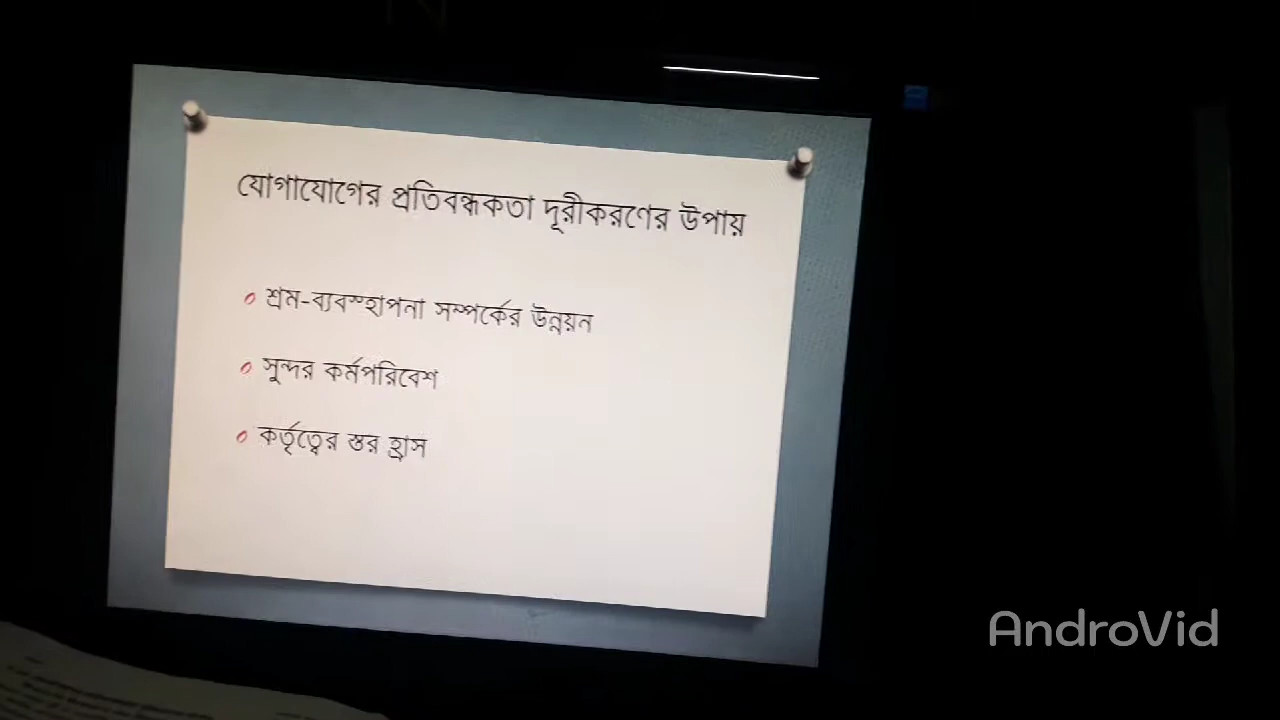 যোগাযোগের প্রতিবন্ধকতা দূরীকরণের উপায়
শ্রম-ব্যবস্হাপনা সম্পর্কের উন্নয়ন
সুন্দর কর্মপরিবেশ
কর্তৃত্বের স্তর হ্রাস
AndroVid